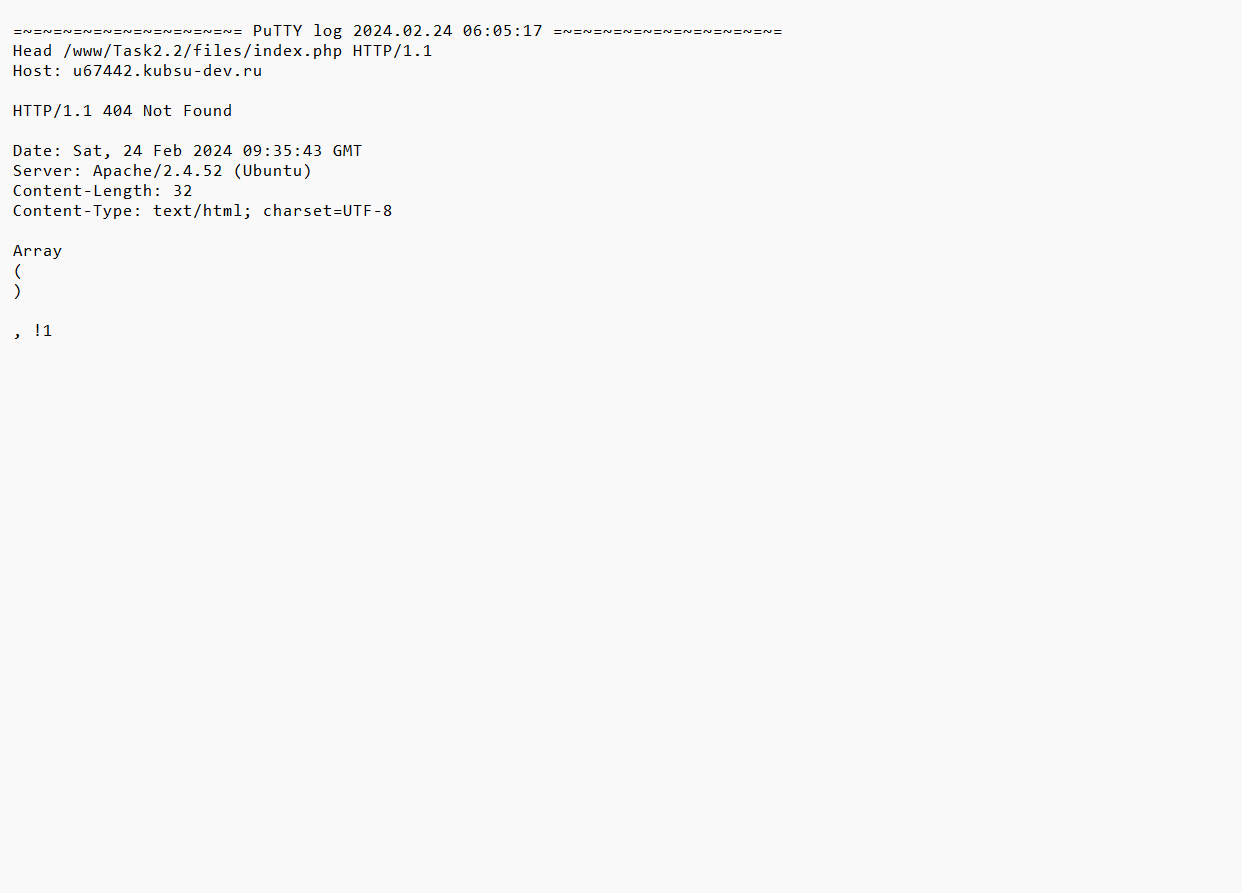 =~=~=~=~=~=~=~=~=~=~=~= PuTTY log 2024.02.24 06:05:17 =~=~=~=~=~=~=~=~=~=~=~=
Head /www/Task2.2/files/index.php HTTP/1.1
Host: u67442.kubsu-dev.ru
HTTP/1.1 404 Not Found
Date: Sat, 24 Feb 2024 09:35:43 GMT
Server: Apache/2.4.52 (Ubuntu)
Content-Length: 32
Content-Type: text/html; charset=UTF-8
Array
(
)
, !1